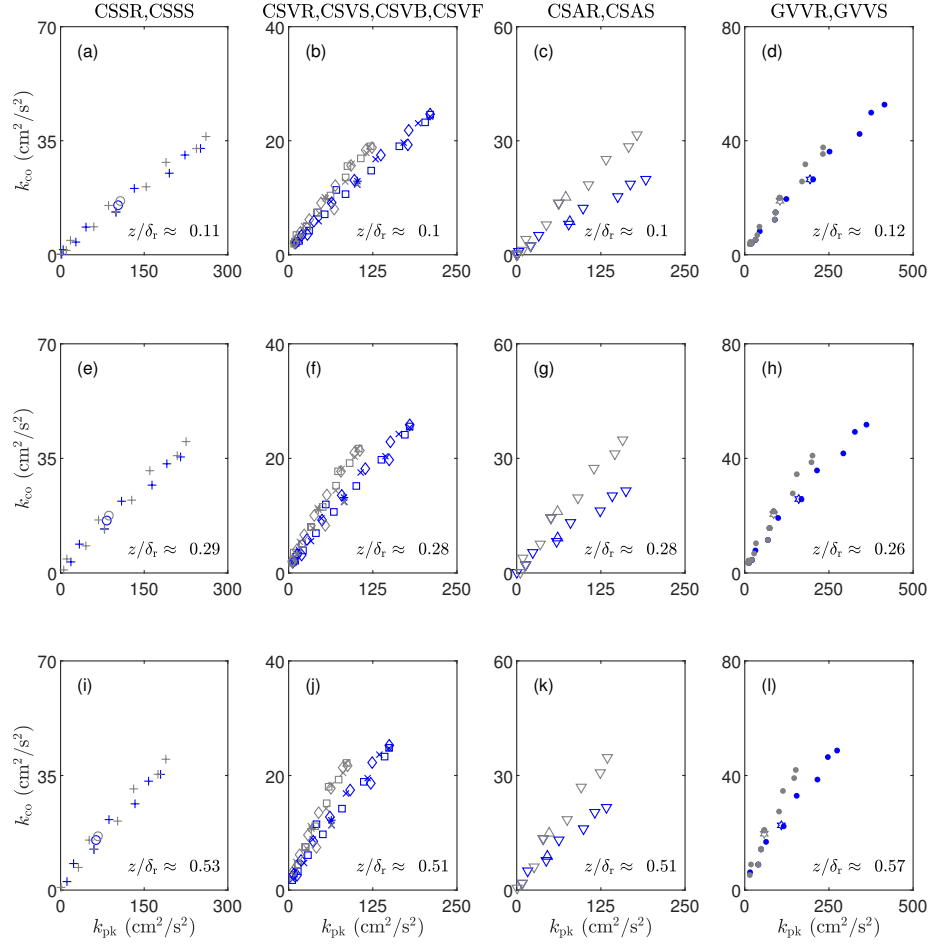 CSSR,CSSS CSVR,CSVS,CSVB,CSVF CSAR,CSAS GVVR,GVVS
60 40 60 80
(a) (b) (c) (d)
k_co (cm²/s²)
35 20 30 40
z/δ_r ≈ 0.11 z/δ_r ≈ 0.1 z/δ_r ≈ 0.1 z/δ_r ≈ 0.12
0 0 0 0
0 150 300 0 125 250 0 125 250 0 250 500
70 40 60 80
(e) (f) (g) (h)
k_co (cm²/s²)
35 20 30 40
z/δ_r ≈ 0.29 z/δ_r ≈ 0.28 z/δ_r ≈ 0.28 z/δ_r ≈ 0.26
0 0 0 0
0 150 300 0 125 250 0 125 250 0 250 500
70 40 60 80
(i) (j) (k) (l)
k_co (cm²/s²)
35 20 30 40
z/δ_r ≈ 0.53 z/δ_r ≈ 0.51 z/δ_r ≈ 0.51 z/δ_r ≈ 0.57
0 0 0 0
0 150 300 0 125 250 0 125 250 0 250 500
k_pk (cm²/s²) k_pk (cm²/s²) k_pk (cm²/s²) k_pk (cm²/s²)